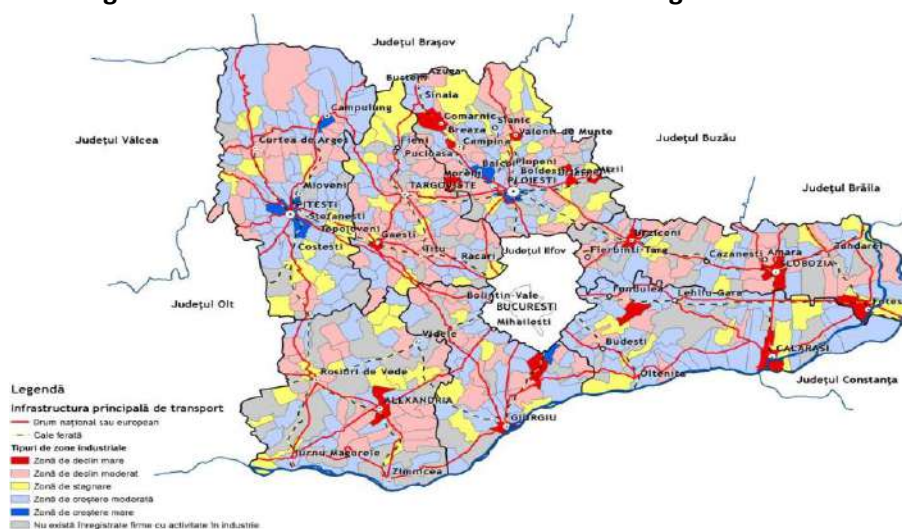 Județul Brașov
Azuga
Busteni
Sinaia
Campulung
Comarnic
Slanic
Județul Vâlcea
Breaza
Valenii de Munte
Județul Buzău
Curtea de Arges
Fieni
Campina
Pucioasa
Baicoi
Plopeni
Moreni
Boldesti
Mizil
Mioveni
TARGOVISTE
PLOIESTI
Județul Brăila
PITESTI
Stefanesti
Topoloveni
Gaesti
Urziceni
Costesti
Titu
Județul Ilfov
Fierbinti-Targ
Amara
Tandarei
Racari
Cazanesti
SLOBOZIA
Județul Olt
Bolintin-Vale
Fundulea
Lehliu-Gara
BUCURESTI
Mihailesti
Videle
Budesti
CALARASI
Rosiori de Vede
Oltenita
Județul Constanța
Legendă
ALEXANDRIA
Infrastructura principală de transport
GIURGIU
Drum național sau european
Cale ferată
Tipuri de zone industriale
Turnu Magurele
Zonă de declin mare
Zimnicea
Zonă de declin moderat
Zonă de stagnare
Zonă de creștere moderată
Zonă de creștere mare
Nu există înregistrate firme cu activitate în industrie